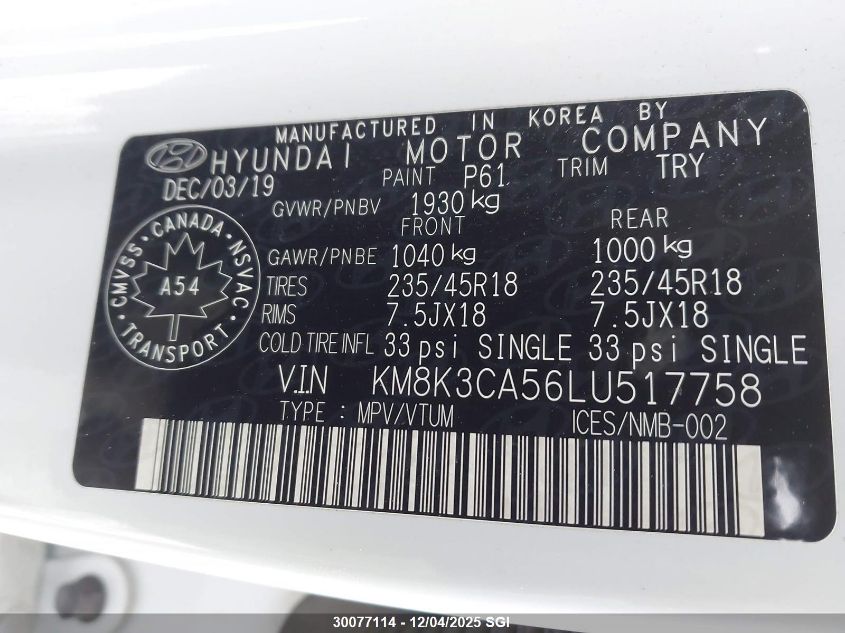 MANUFACTURED IN KOREA BY
HYUNDAI MOTOR COMPANY
DEC/03/19 PAINT P61 TRIM TRY
GVWR/PNBV 1930 kg
FRONT REAR
GAWR/PNBE 1040 kg 1000 kg
TIRES 235/45R18 235/45R18
RIMS 7.5JX18 7.5JX18
COLD TIRE INFL 33 psi SINGLE 33 psi SINGLE
V.I.N KM8K3CA56LU517758
TYPE : MPV/VTUM ICES/NMB-002
CMVSS · CANADA · NSVAC · TRANSPORT
A54
30077114 - 12/04/2025 SGI